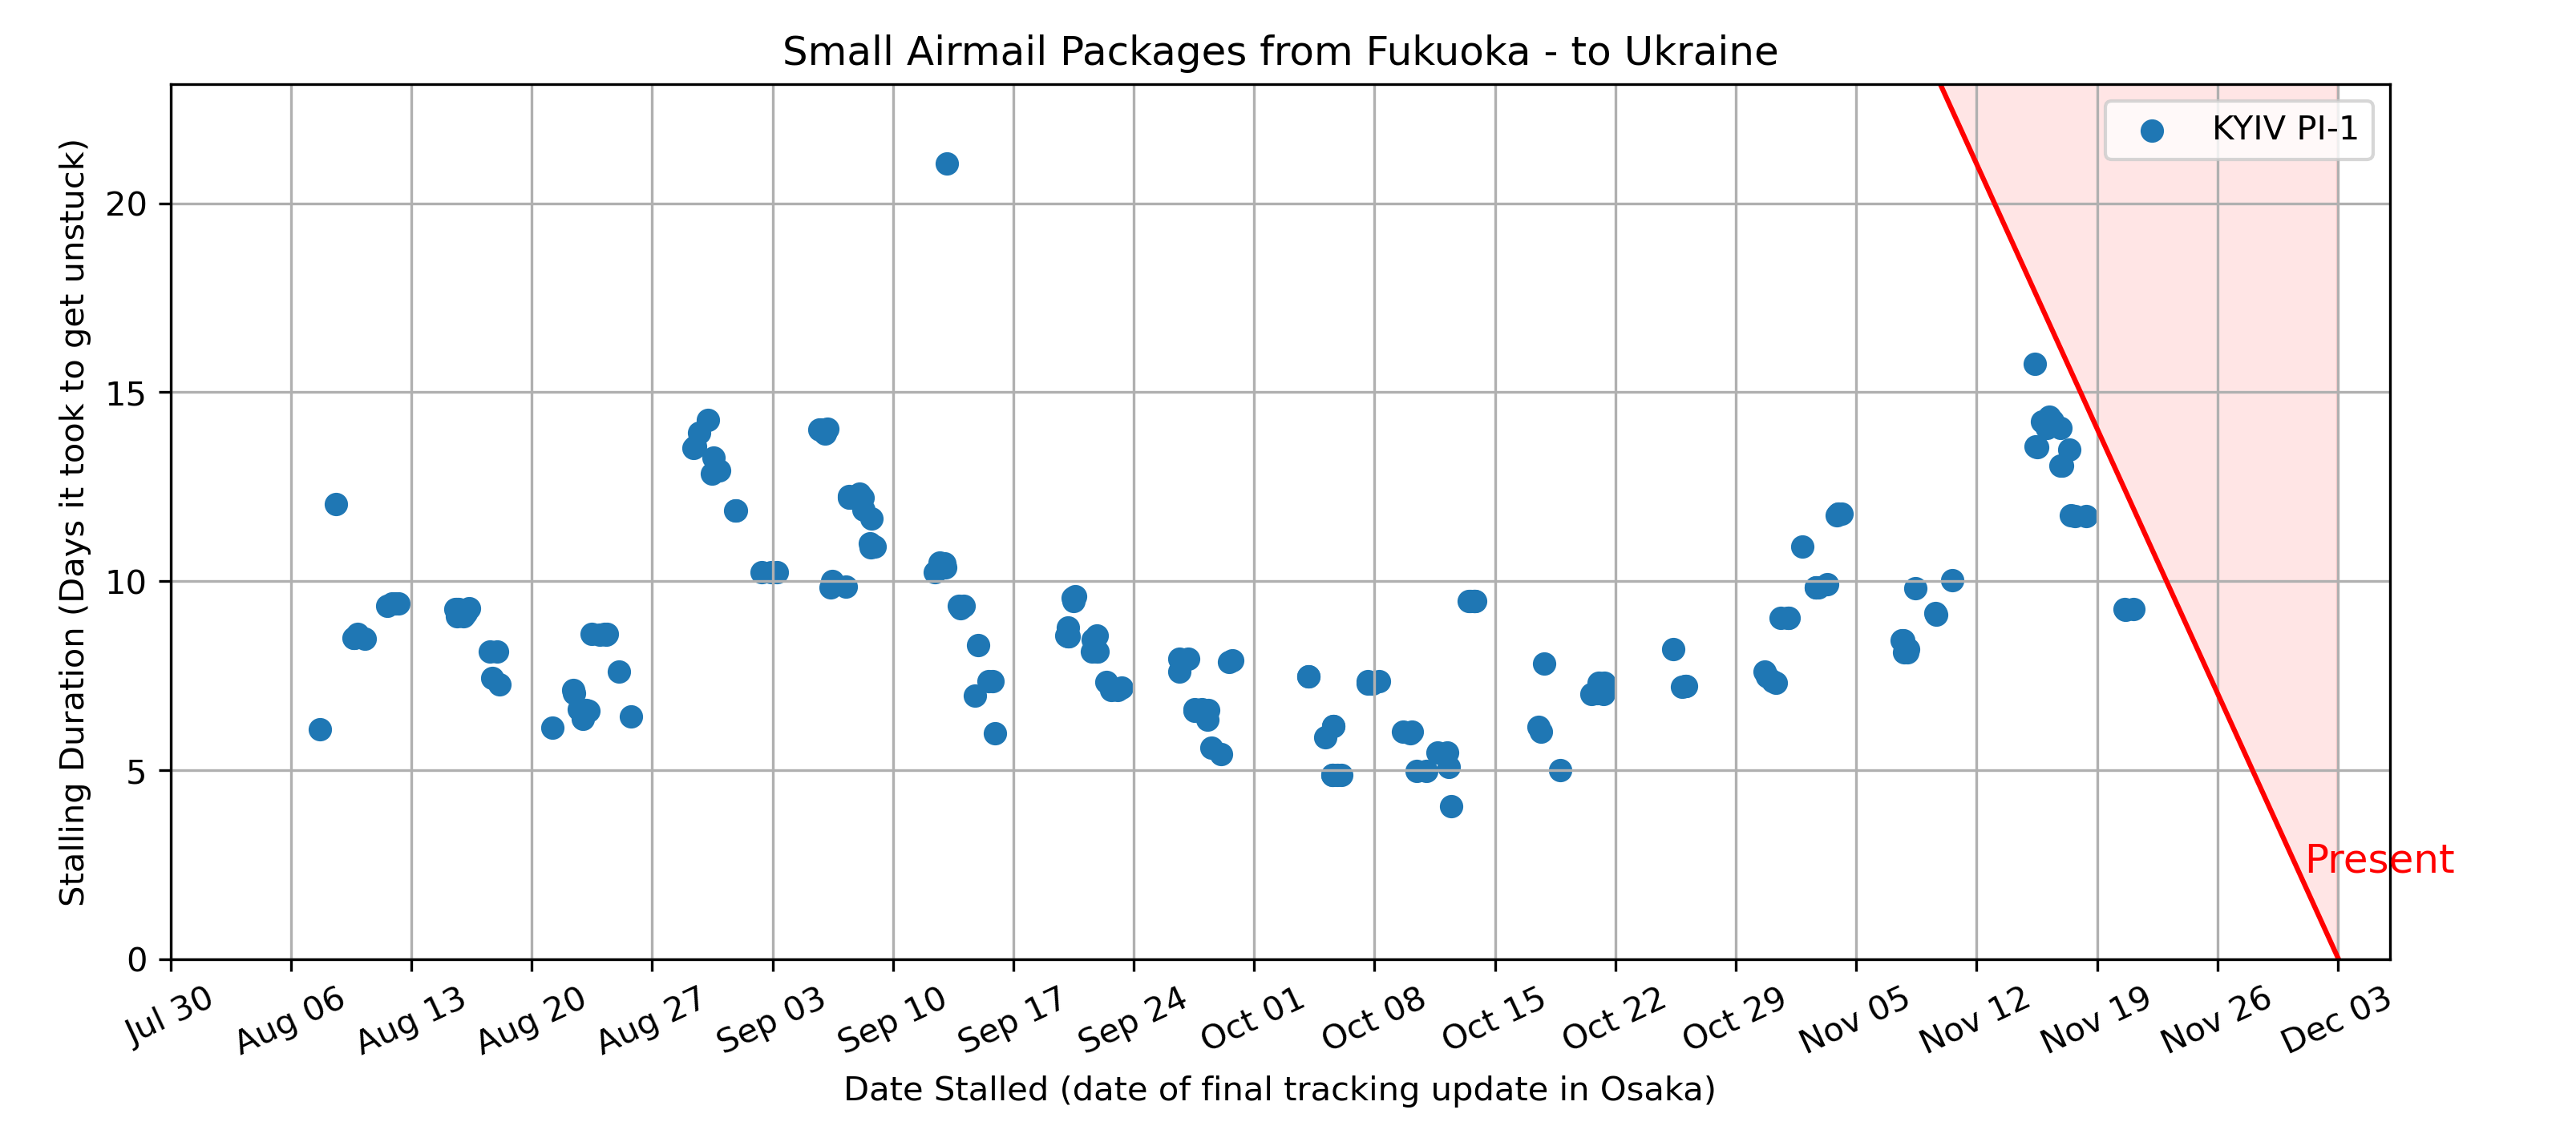 Small Airmail Packages from Fukuoka - to Ukraine
KYIV PI-1
Stalling Duration (Days it took to get unstuck)
20
15
10
5
0
Present
Jul 30
Aug 06
Aug 13
Aug 20
Aug 27
Sep 03
Sep 10
Sep 17
Sep 24
Oct 01
Oct 08
Oct 15
Oct 22
Oct 29
Nov 05
Nov 12
Nov 19
Nov 26
Dec 03
Date Stalled (date of final tracking update in Osaka)